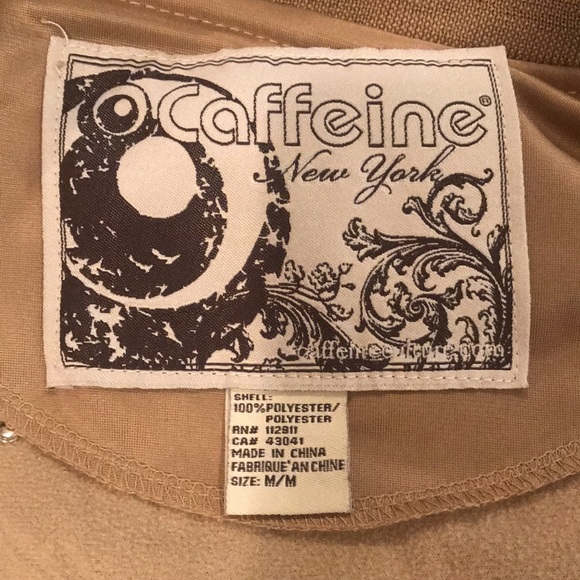 Caffeine®
New York
caffeineculture.com
SHELL:
100%POLYESTER/
POLYESTER
RN# 112911
CA# 43041
MADE IN CHINA
FABRIQUE'AN CHINE
SIZE: M/M